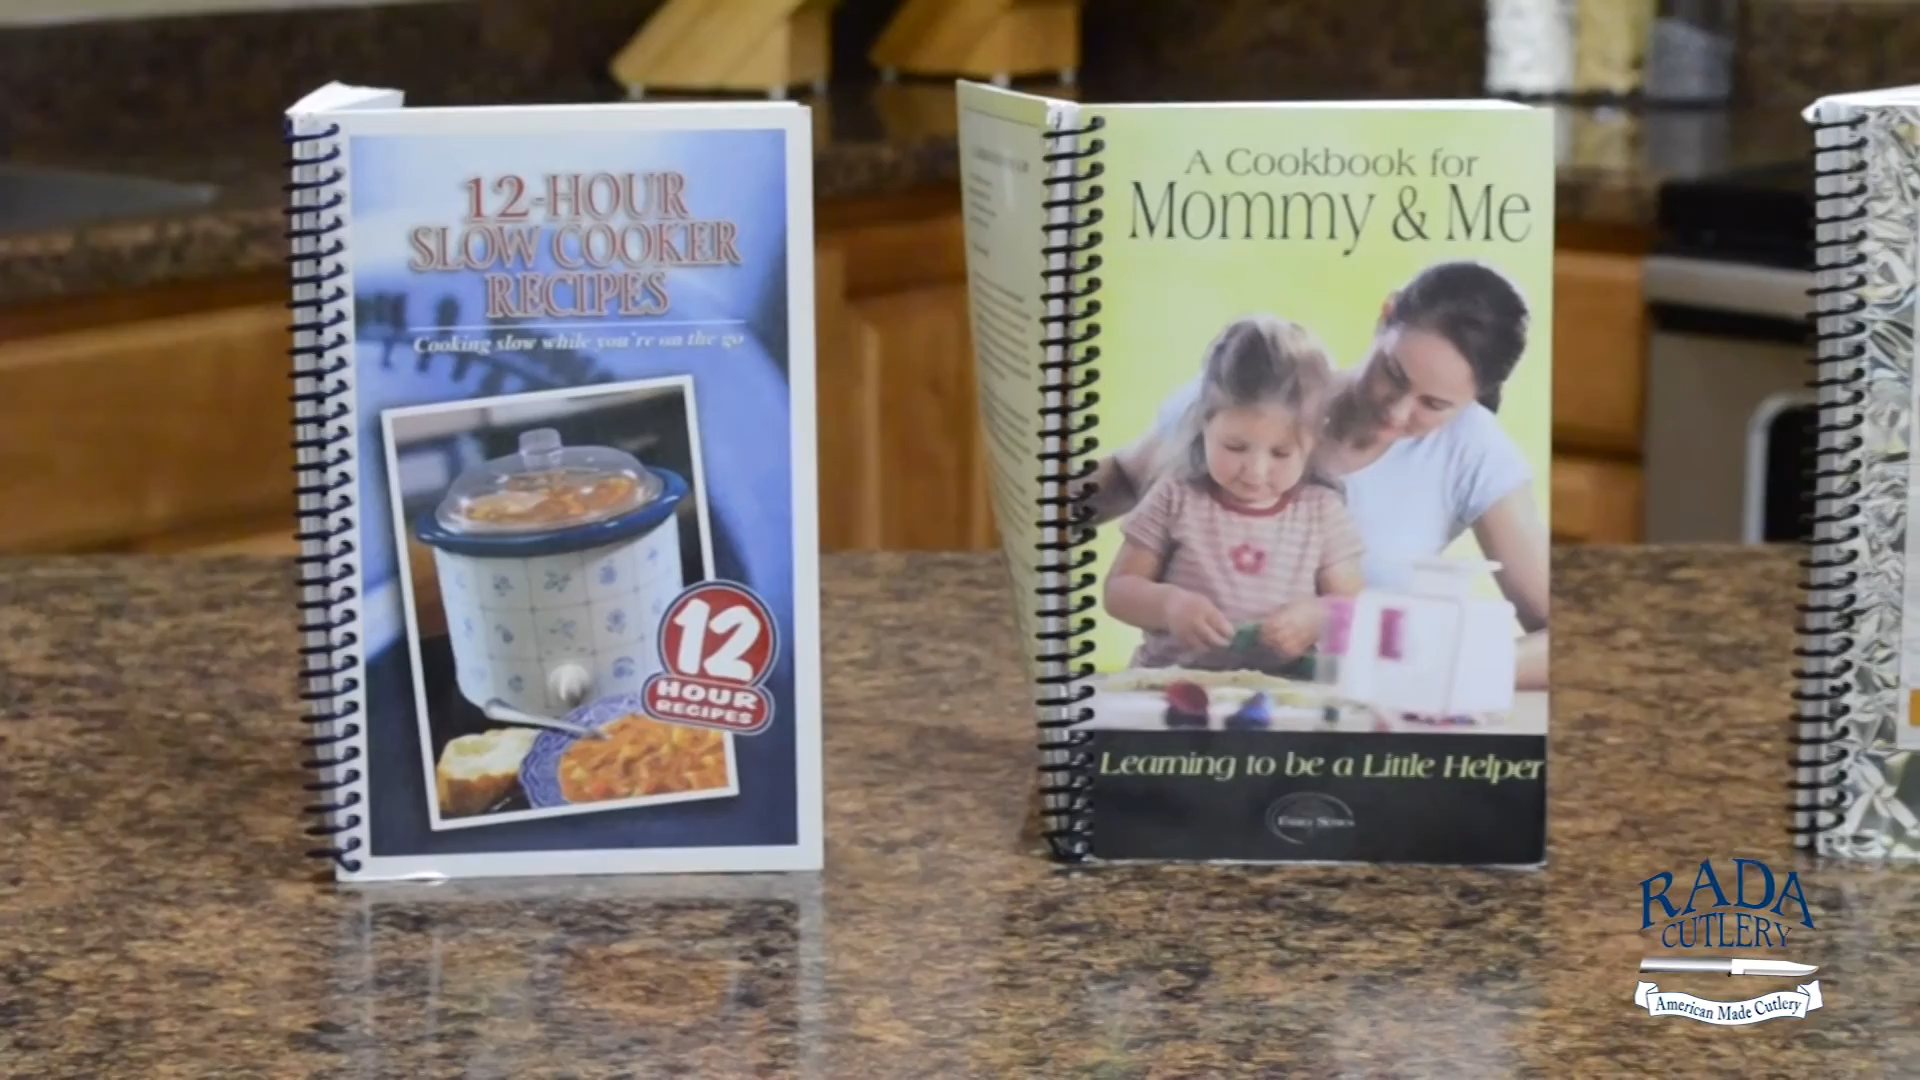 12-HOUR
SLOW COOKER
RECIPES
Cooking slow while you're on the go
12
HOUR
RECIPES
A Cookbook for
Mommy & Me
Learning to be a Little Helper
RADA
CUTLERY
American Made Cutlery